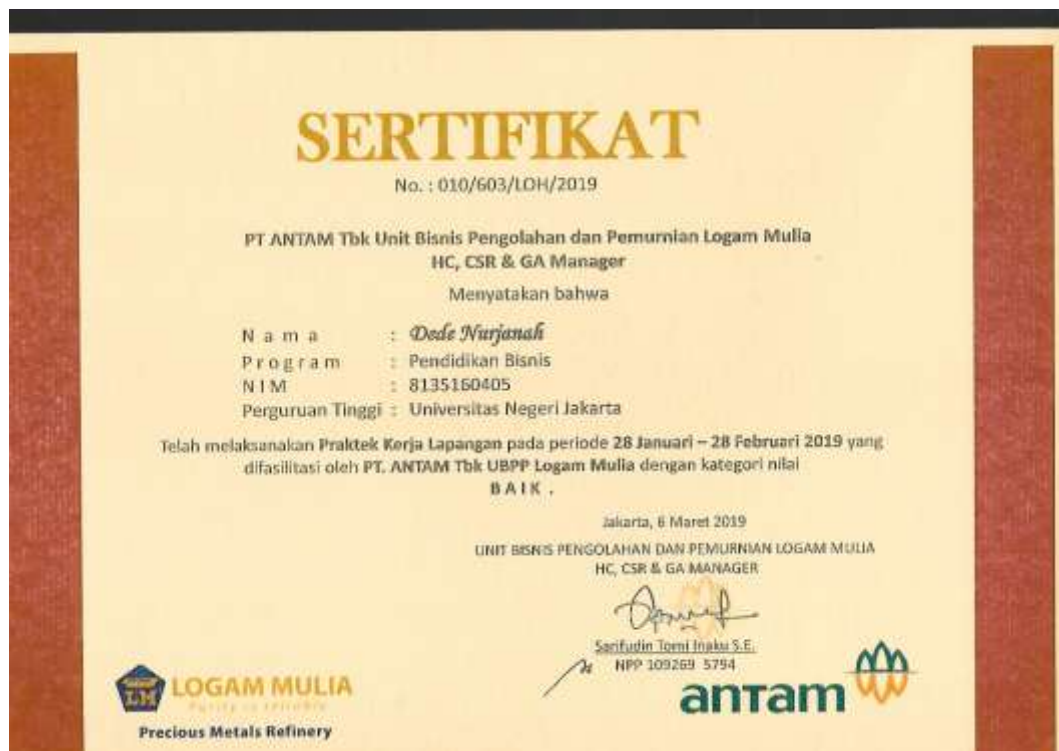 SERTIFIKAT
No. : 010/603/LOH/2019
PT ANTAM Tbk Unit Bisnis Pengolahan dan Pemurnian Logam Mulia
HC, CSR & GA Manager
Menyatakan bahwa
N a m a : Dede Nurjanah
P r o g r a m : Pendidikan Bisnis
N I M : 8135160405
Perguruan Tinggi : Universitas Negeri Jakarta
Telah melaksanakan Praktek Kerja Lapangan pada periode 28 Januari – 28 Februari 2019 yang
difasilitasi oleh PT. ANTAM Tbk UBPP Logam Mulia dengan kategori nilai
B A I K .
Jakarta, 6 Maret 2019
UNIT BISNIS PENGOLAHAN DAN PEMURNIAN LOGAM MULIA
HC, CSR & GA MANAGER
Sarifudin Tomi Inaku S.E.
NPP 109269 5794
LM
LOGAM MULIA
Purity is reliable
Precious Metals Refinery
antam